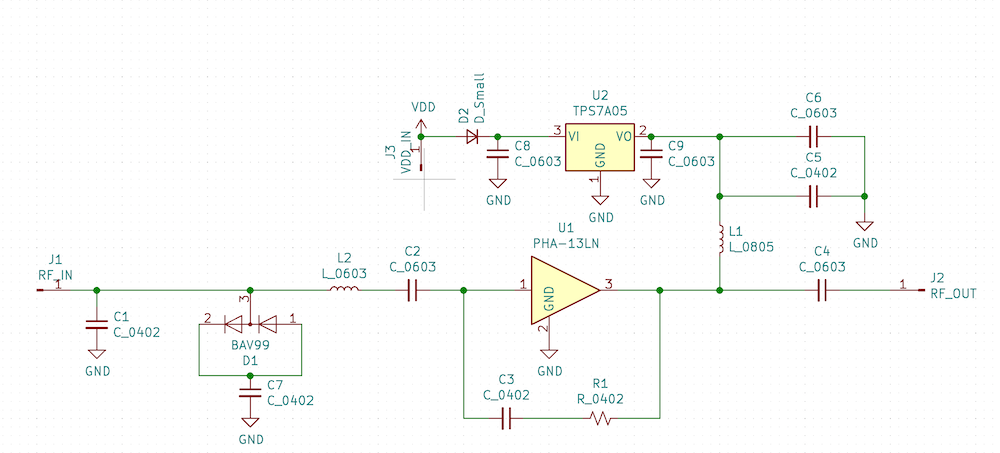 VDD
D2
D_Small
J3
VDD_IN
1
C8
C_0603
U2
TPS7A05
3
VI
VO
2
GND
1
C9
C_0603
C6
C_0603
C5
C_0402
GND
GND
GND
GND
L1
L_0805
J1
RF_IN
1
C1
C_0402
GND
3
2
1
BAV99
D1
C7
C_0402
GND
L2
L_0603
C2
C_0603
U1
PHA-13LN
1
GND
3
2
GND
C3
C_0402
R1
R_0402
C4
C_0603
1
J2
RF_OUT